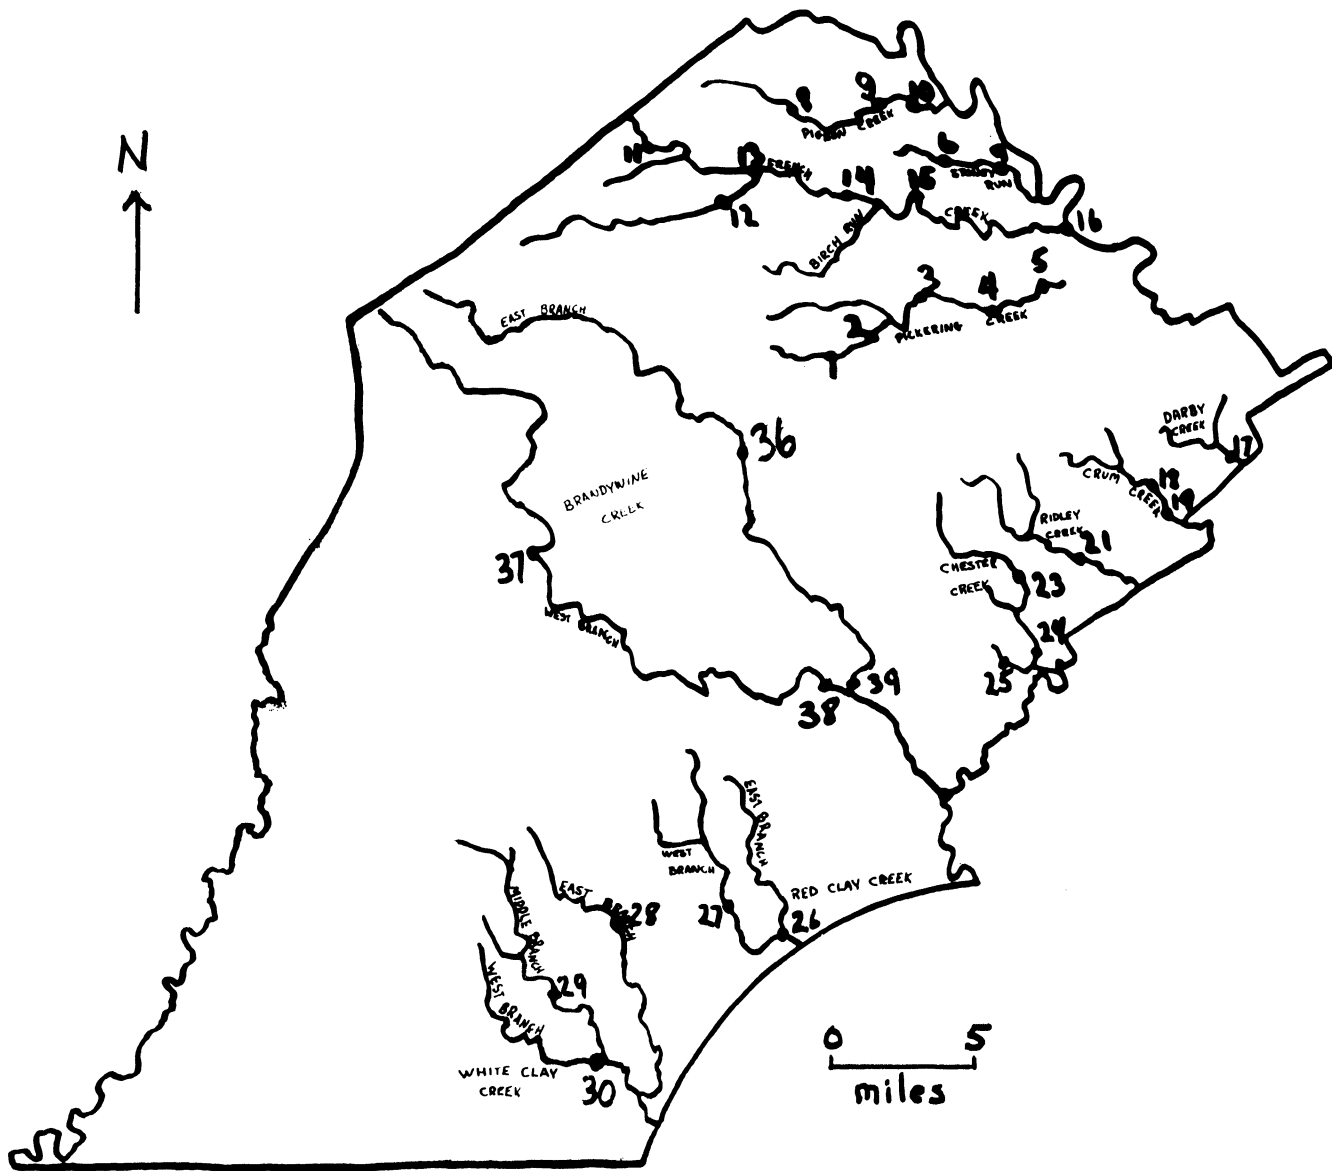 N
8
9
10
PIGEON CREEK
6
9
STONEY
RUN
11
13
FRENCH
14
15
12
CREEK
16
BIRCH RUN
3
4
5
2
PICKERING
CREEK
1
EAST BRANCH
DARBY
CREEK
17
36
CRUM
CREEK
18
19
BRANDYWINE
CREEK
RIDLEY
CREEK
21
37
CHESTER
CREEK
23
WEST BRANCH
24
25
38
39
EAST BRANCH
WEST
BRANCH
RED CLAY CREEK
27
26
EAST BRANCH
28
MIDDLE BRANCH
WEST BRANCH
29
WHITE CLAY
CREEK
30
0 5
miles